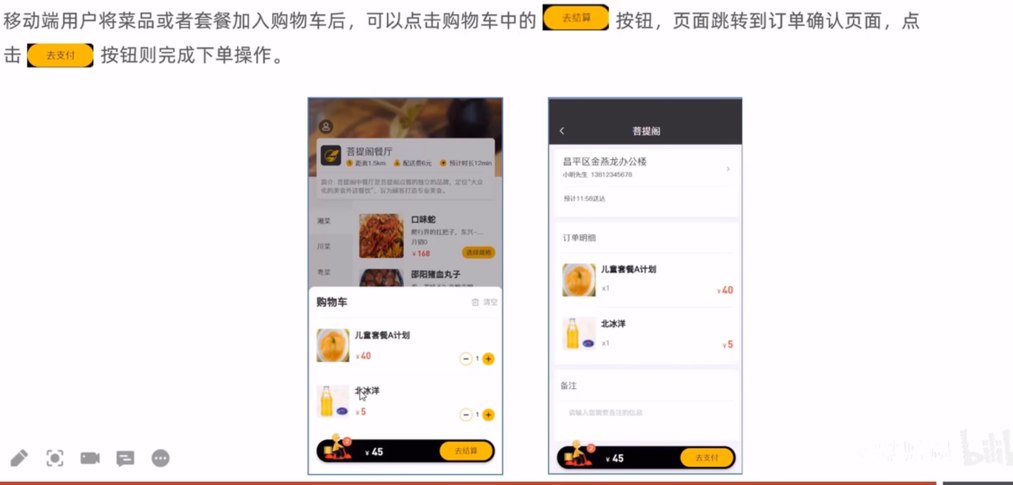 移动端用户将菜品或者套餐加入购物车后，可以点击购物车中的 去结算 按钮，页面跳转到订单确认页面，点
击 去支付 按钮则完成下单操作。
菩提阁餐厅
距离1.5km 配送费6元 预计时长12min
湘菜
川菜
粤菜
口味蛇
月销0
¥168
选择规格
邵阳猪血丸子
购物车
清空
儿童套餐A计划
¥40
1
北冰洋
¥5
1
2
¥ 45
去结算
菩提阁
昌平区金燕龙办公楼
13812345678
预计11:58送达
订单明细
儿童套餐A计划
x1
¥40
北冰洋
x1
¥5
备注
请输入您需要备注的信息
2
¥ 45
去支付